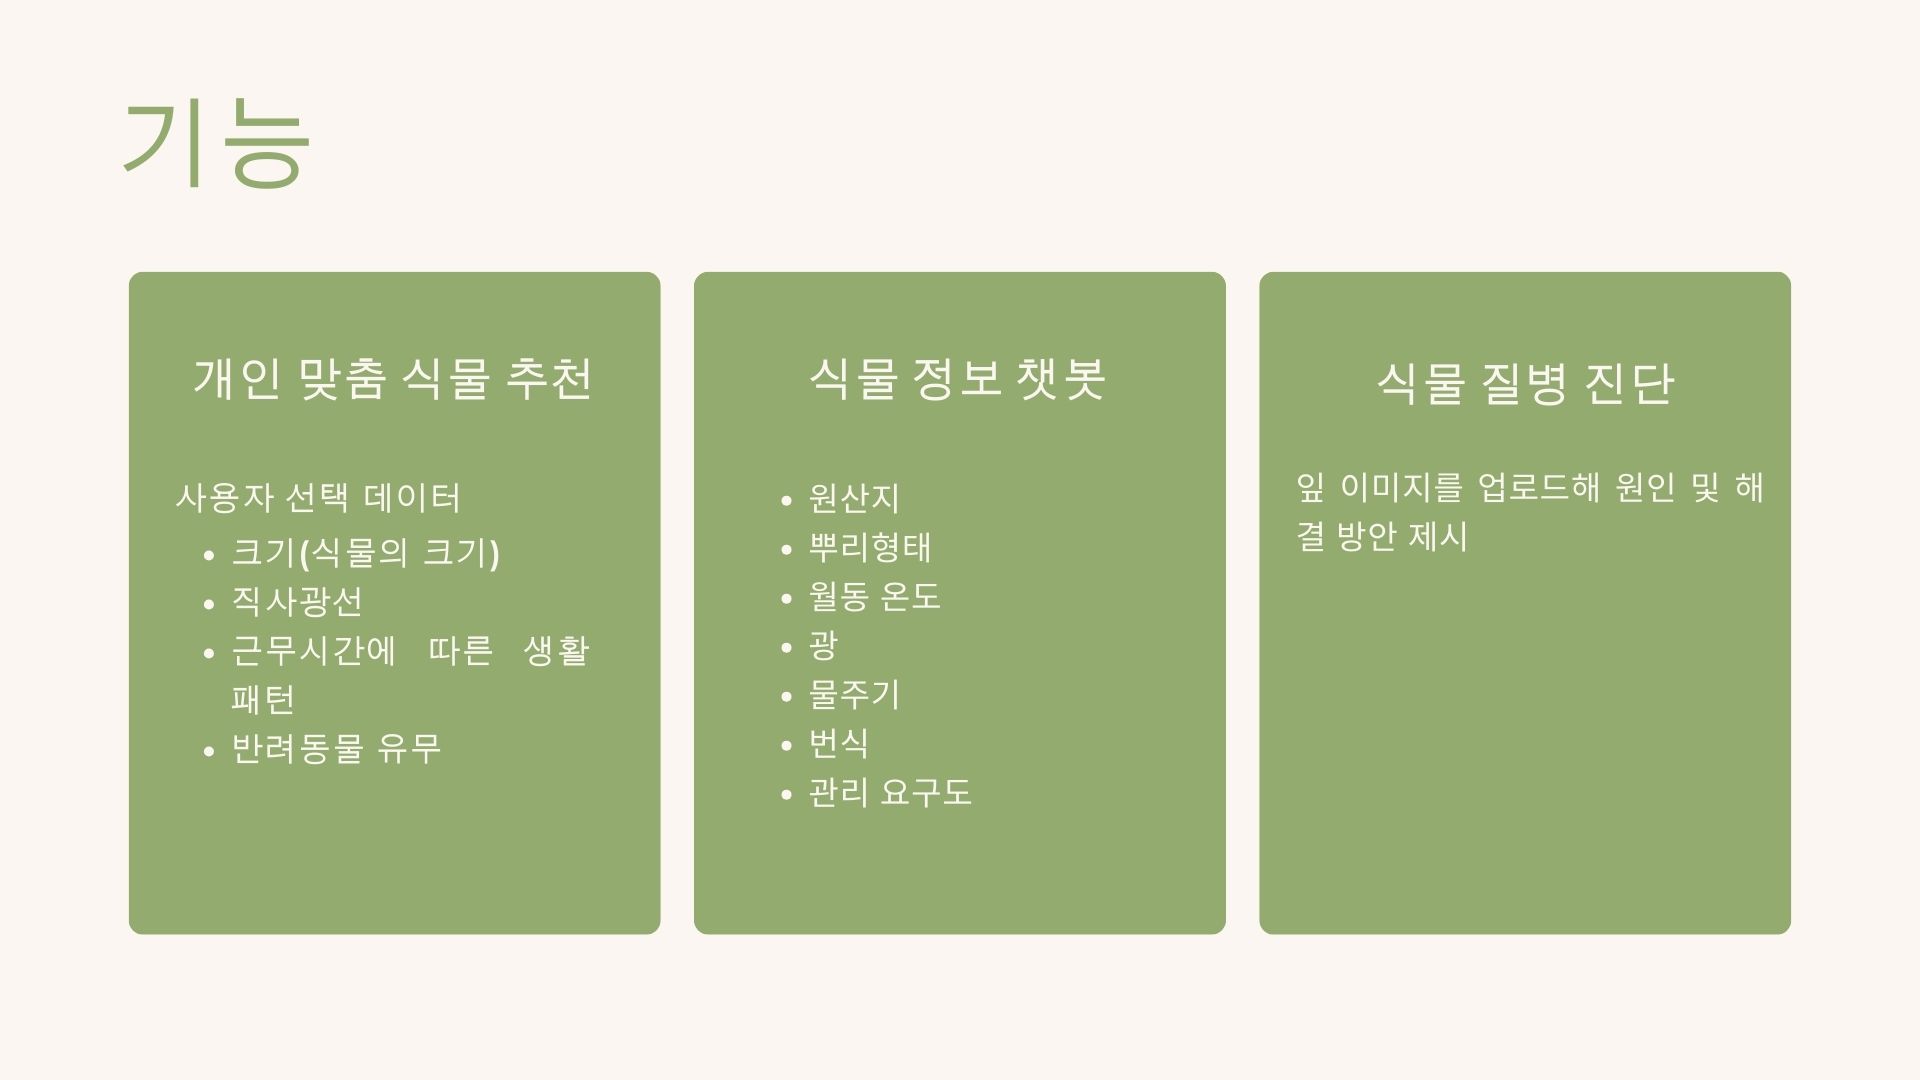 기능
개인 맞춤 식물 추천
사용자 선택 데이터
• 크기(식물의 크기)
• 직사광선
• 근무시간에 따른 생활
패턴
• 반려동물 유무
식물 정보 챗봇
• 원산지
• 뿌리형태
• 월동 온도
• 광
• 물주기
• 번식
• 관리 요구도
식물 질병 진단
잎 이미지를 업로드해 원인 및 해
결 방안 제시